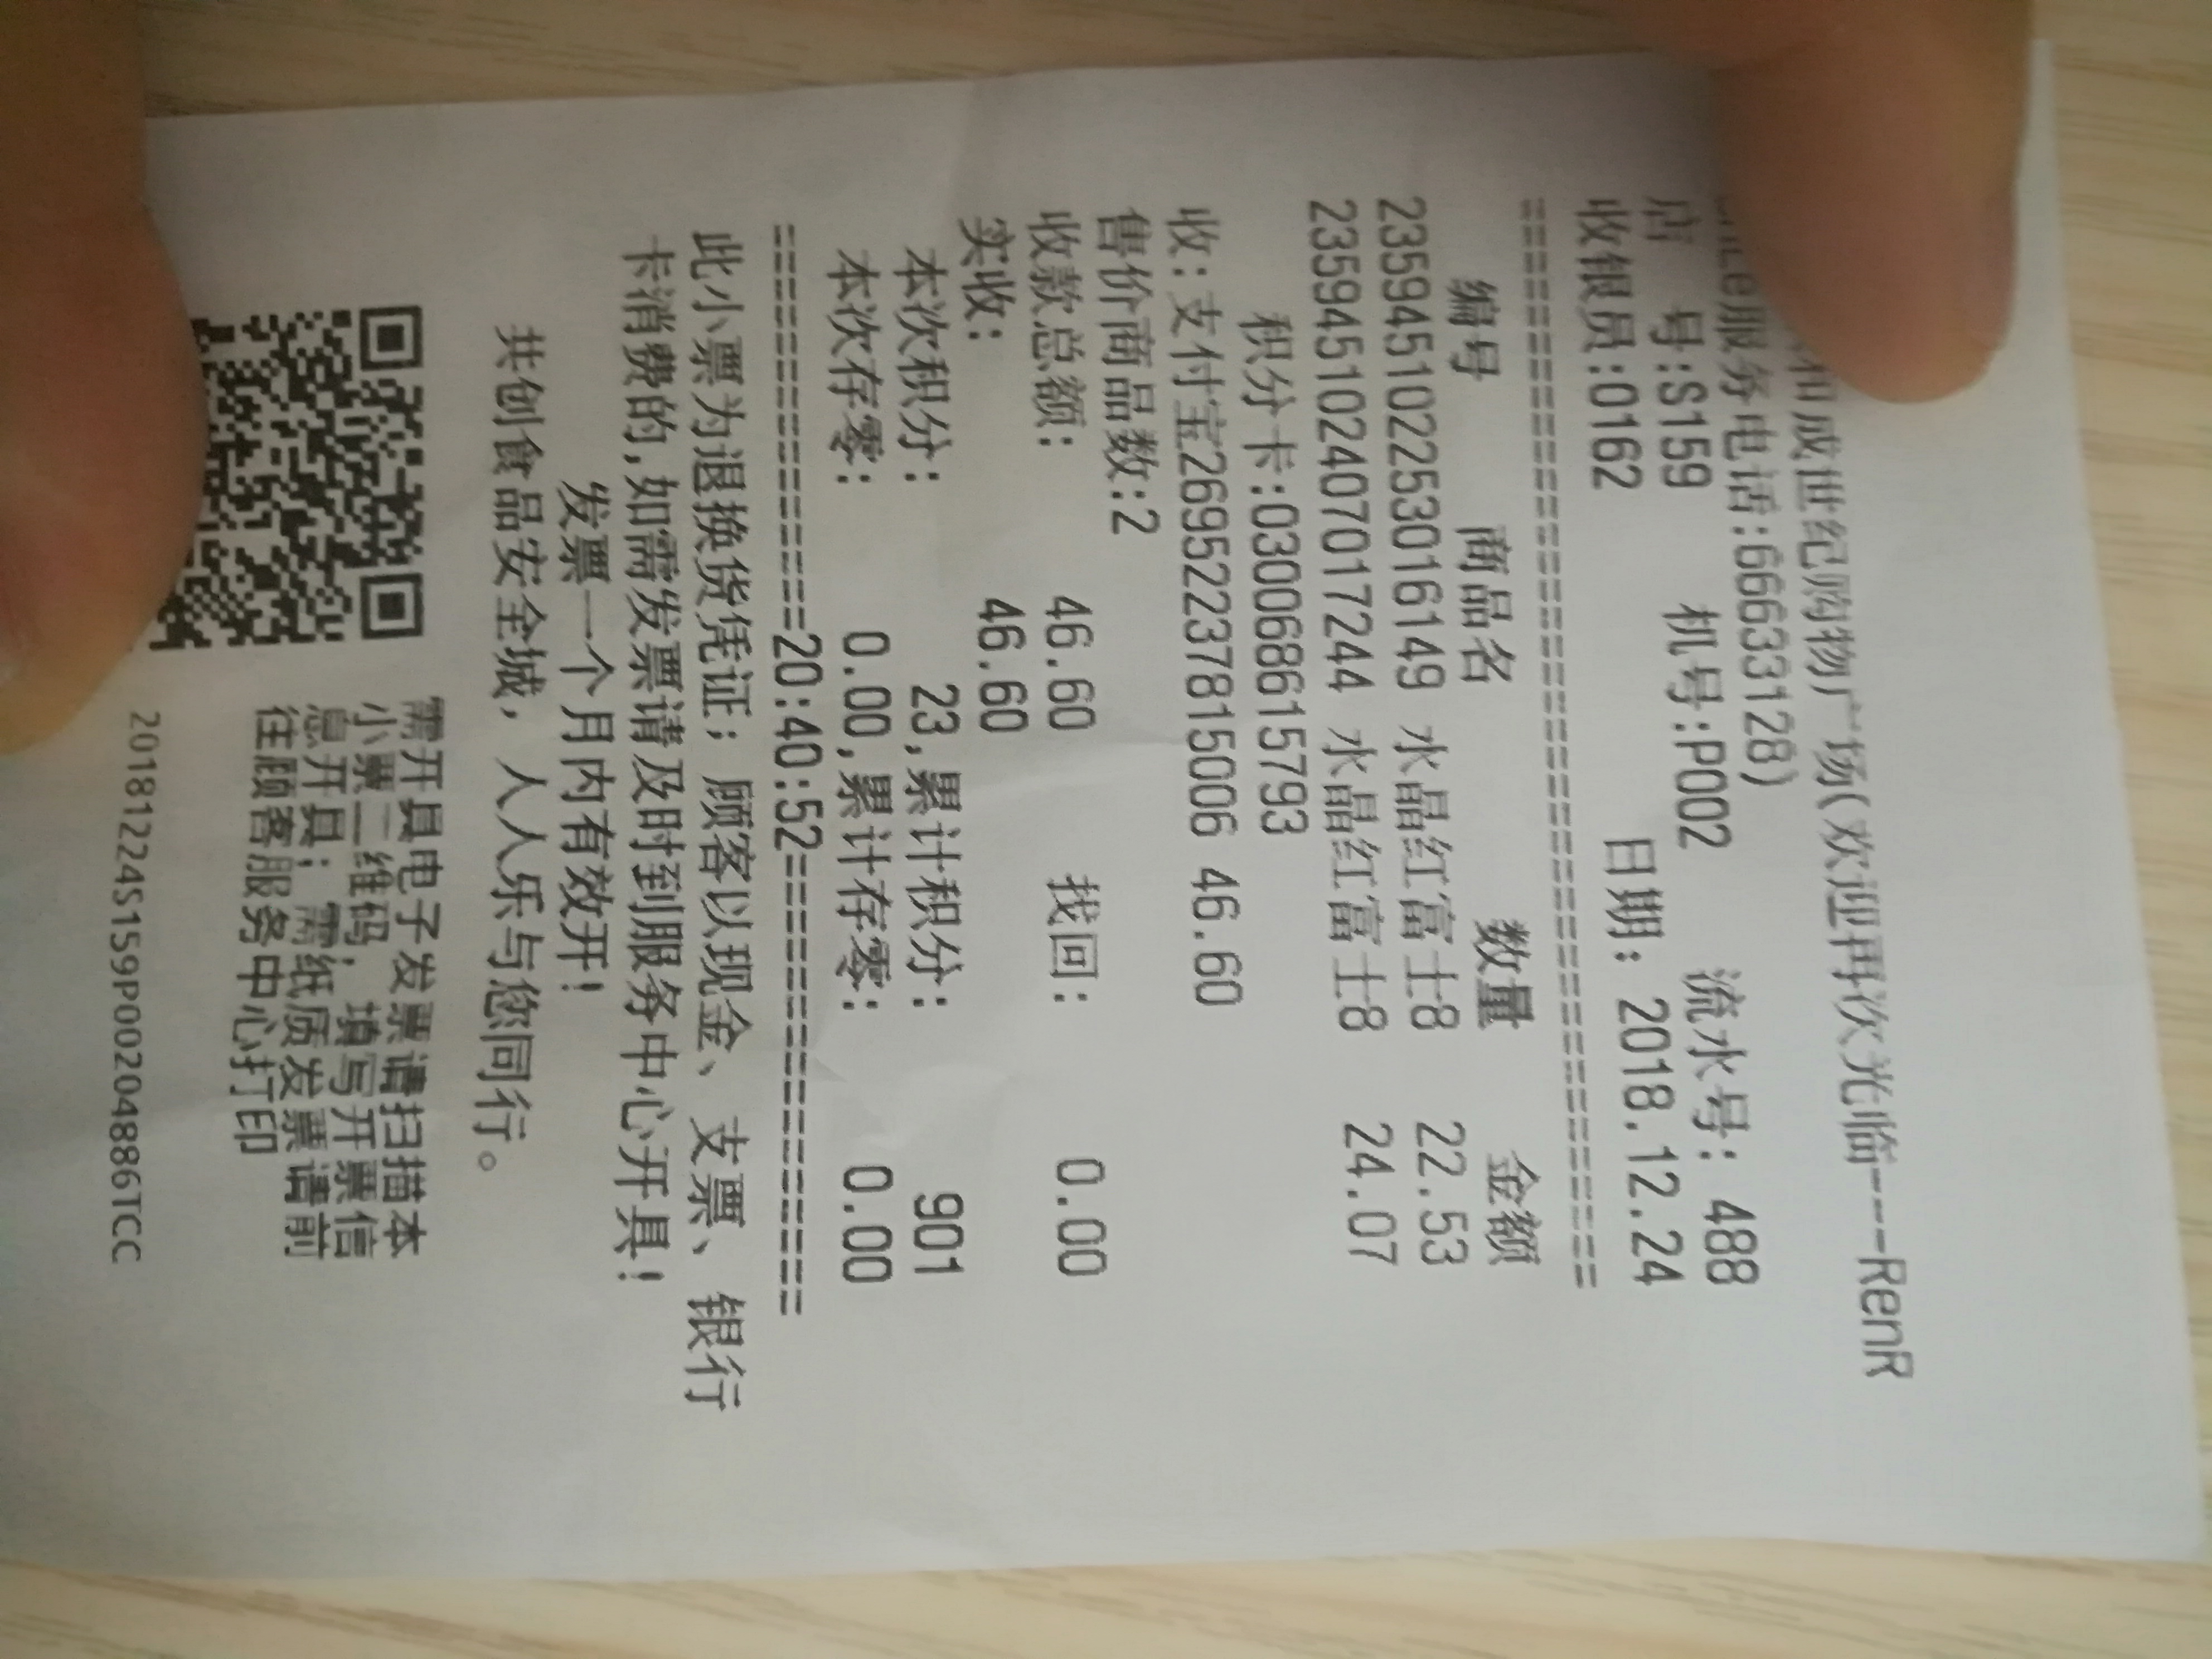 和成世纪购物广场(欢迎再次光临---RenR
服务电话:66633128)
店 号:S159 机号:P002 流水号: 488
收银员:0162 日期: 2018.12.24
========================================
编号 商品名 数量 金额
235945102253016149 水晶红富士8 22.53
235945102407017244 水晶红富士8 24.07
积分卡:030068615793
收:支付宝26952237815006 46.60
售价商品数:2
收款总额: 46.60 找回: 0.00
实收: 46.60
本次积分: 23,累计积分: 901
本次存零: 0.00,累计存零: 0.00
===============20:40:52=================
此小票为退换货凭证；顾客以现金、支票、银行
卡消费的,如需发票请及时到服务中心开具!
发票一个月内有效开!
共创食品安全城，人人乐与您同行。
需开具电子发票请扫描本
小票二维码，填写开票信
息开具；需纸质发票请前
往顾客服务中心打印
20181224S159P00204886TCC